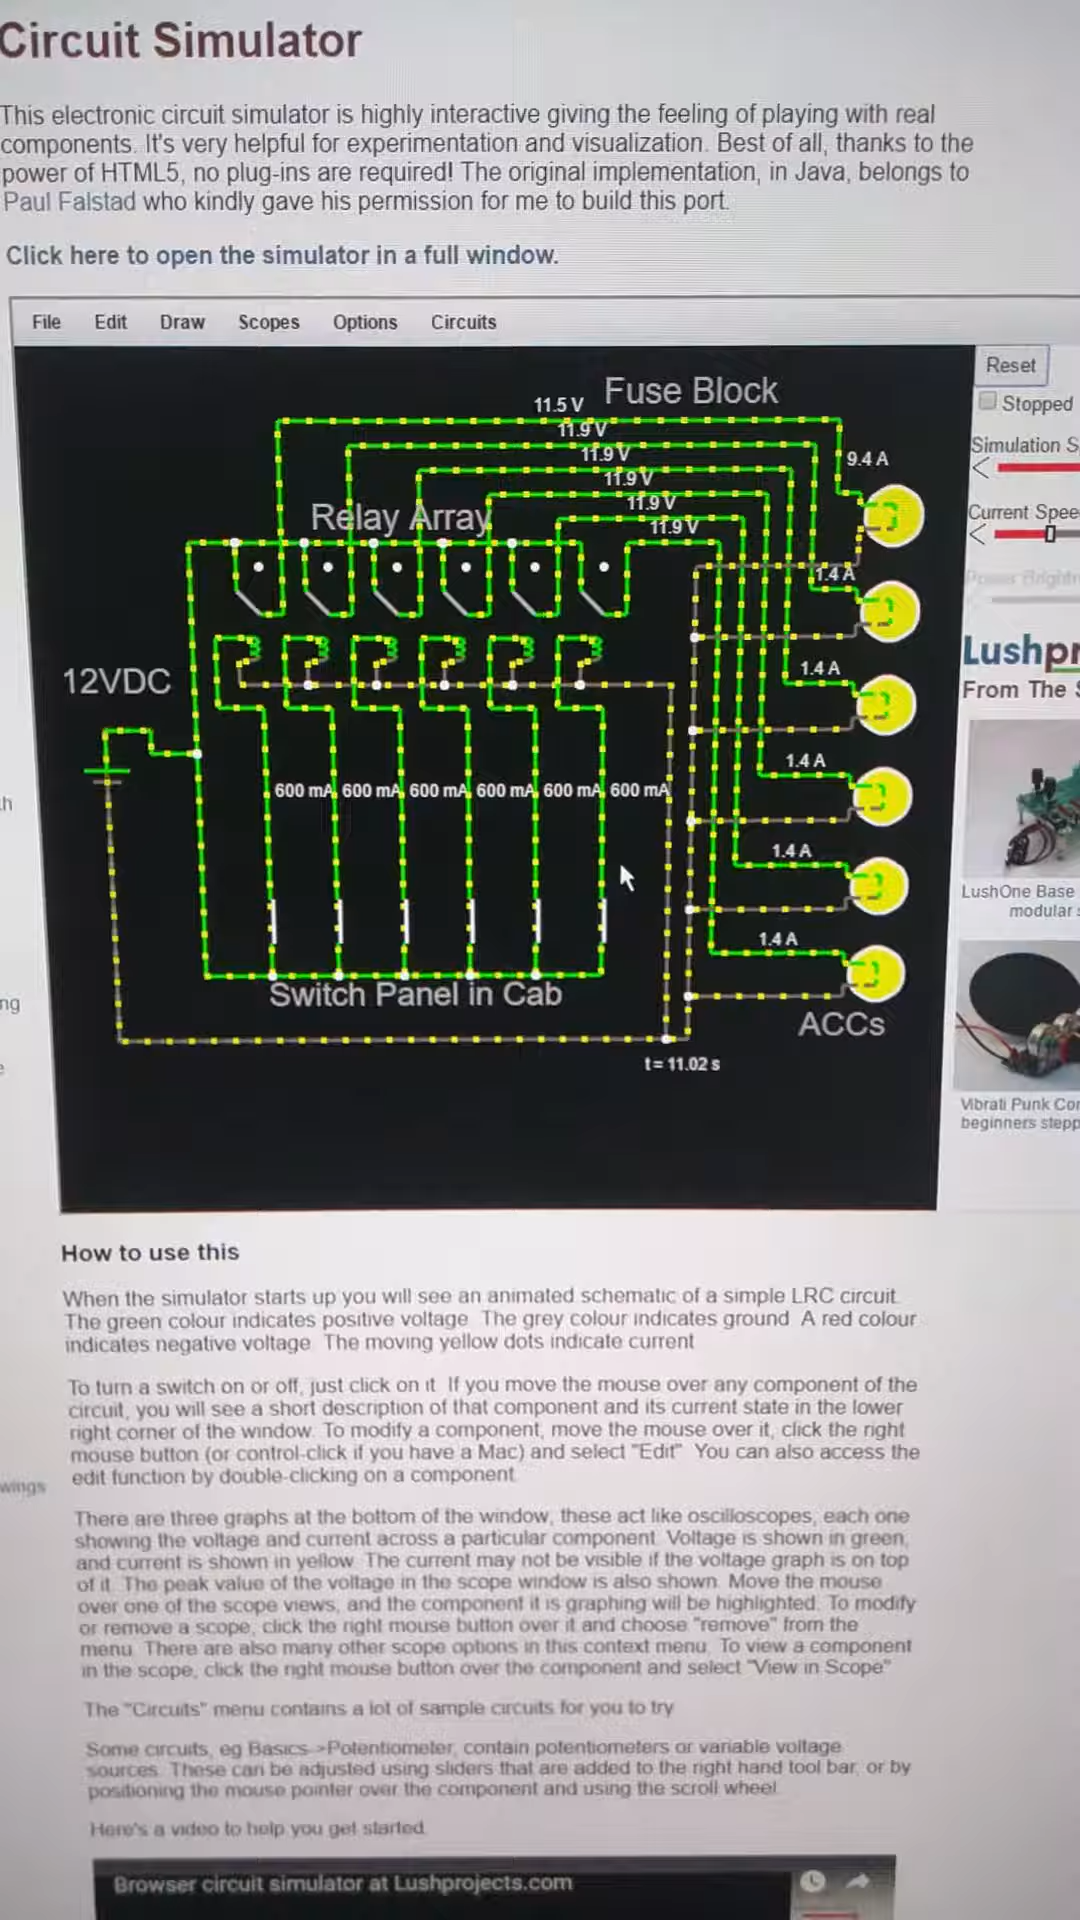 Circuit Simulator
This electronic circuit simulator is highly interactive giving the feeling of playing with real
components. It's very helpful for experimentation and visualization. Best of all, thanks to the
power of HTML5, no plug-ins are required! The original implementation, in Java, belongs to
Paul Falstad who kindly gave his permission for me to build this port.
Click here to open the simulator in a full window.
File Edit Draw Scopes Options Circuits
Reset
Stopped
Simulation S
Current Spee
Power Brightn
Fuse Block
11.5 V
11.9 V
11.9 V
11.9 V
11.9 V
11.9 V
9.4 A
Relay Array
1.4 A
1.4 A
1.4 A
1.4 A
1.4 A
12VDC
600 mA 600 mA 600 mA 600 mA 600 mA 600 mA
Switch Panel in Cab
ACCs
t= 11.02 s
Lushpr
From The S
LushOne Base
modular s
Vibrati Punk Con
beginners stepp
ng
wings
How to use this
When the simulator starts up you will see an animated schematic of a simple LRC circuit.
The green colour indicates positive voltage. The grey colour indicates ground. A red colour
indicates negative voltage. The moving yellow dots indicate current.
To turn a switch on or off, just click on it. If you move the mouse over any component of the
circuit, you will see a short description of that component and its current state in the lower
right corner of the window. To modify a component, move the mouse over it, click the right
mouse button (or control-click if you have a Mac) and select "Edit". You can also access the
edit function by double-clicking on a component.
There are three graphs at the bottom of the window; these act like oscilloscopes, each one
showing the voltage and current across a particular component. Voltage is shown in green,
and current is shown in yellow. The current may not be visible if the voltage graph is on top
of it. The peak value of the voltage in the scope window is also shown. Move the mouse
over one of the scope views, and the component it is graphing will be highlighted. To modify
or remove a scope, click the right mouse button over it and choose "remove" from the
menu. There are also many other scope options in this context menu. To view a component
in the scope, click the right mouse button over the component and select "View in Scope".
The "Circuits" menu contains a lot of sample circuits for you to try.
Some circuits, eg Basics->Potentiometer, contain potentiometers or variable voltage
sources. These can be adjusted using sliders that are added to the right hand tool bar, or by
positioning the mouse pointer over the component and using the scroll wheel.
Here's a video to help you get started.
Browser circuit simulator at Lushprojects.com